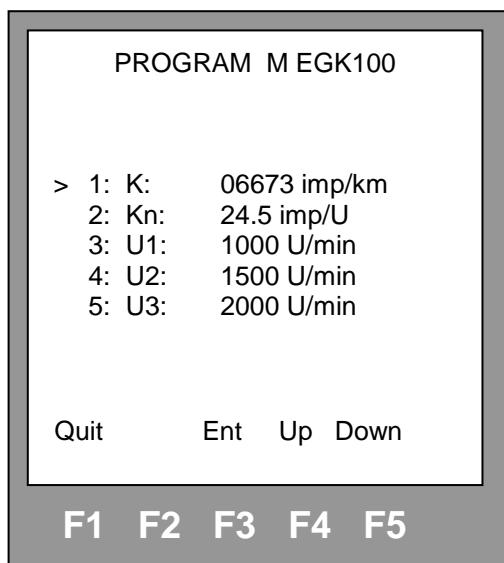 PROGRAM M EGK100
> 1: K: 06673 imp/km
2: Kn: 24.5 imp/U
3: U1: 1000 U/min
4: U2: 1500 U/min
5: U3: 2000 U/min
Quit Ent Up Down
F1 F2 F3 F4 F5